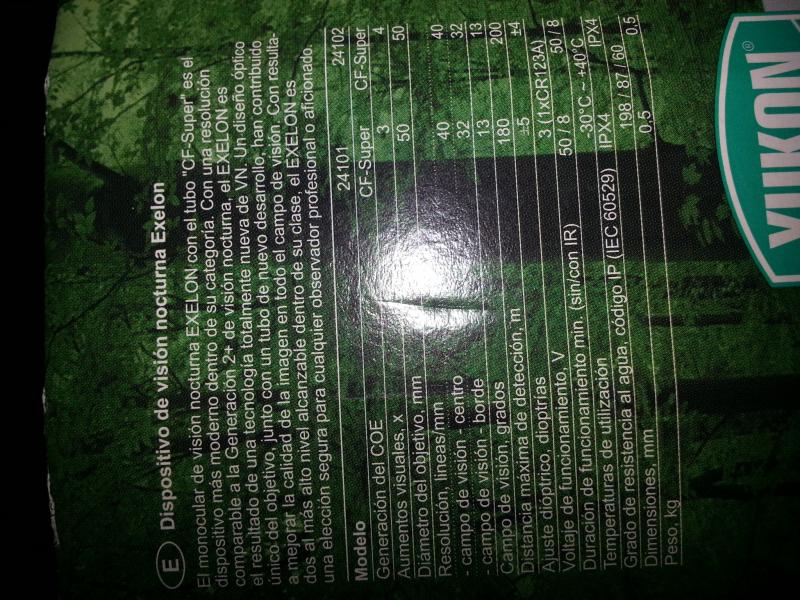 E Dispositivo de visión nocturna Exelon
El monocular de visión nocturna EXELON con el tubo "CF-Super" es el
dispositivo más moderno dentro de su categoría. Con una resolución
comparable a la Generación 2+ de visión nocturna, el EXELON es
el resultado de una tecnología totalmente nueva de VN. Un diseño óptico
único del objetivo, junto con un tubo de nuevo desarrollo, han contribuido
a mejorar la calidad de la imagen en todo el campo de visión. Con resulta-
dos al más alto nivel alcanzable dentro de su clase, el EXELON es
una elección segura para cualquier observador profesional o aficionado.
Modelo 24101 24102
Generación del COE CF-Super CF-Super
Aumentos visuales, x 3 4
Diámetro del objetivo, mm 50 50
Resolución, lineas/mm
- campo de visión centro 40 40
- campo de visión borde 32 32
Campo de visión, grados 13 13
Distancia máxima de detección, m 180 200
Ajuste dioptrico, dioptrías ±5 ±4
Voltaje de funcionamiento, V 3 (1xCR123A)
Duración de funcionamiento min. (sin/con IR) 50 / 8 50 / 8
Temperaturas de utilización -30°C ~ +40°C
Grado de resistencia al agua, código IP (IEC 60529) IPX4 IPX4
Dimensiones, mm 198 / 87 / 60
Peso, kg 0.5 0.5
YUKON®